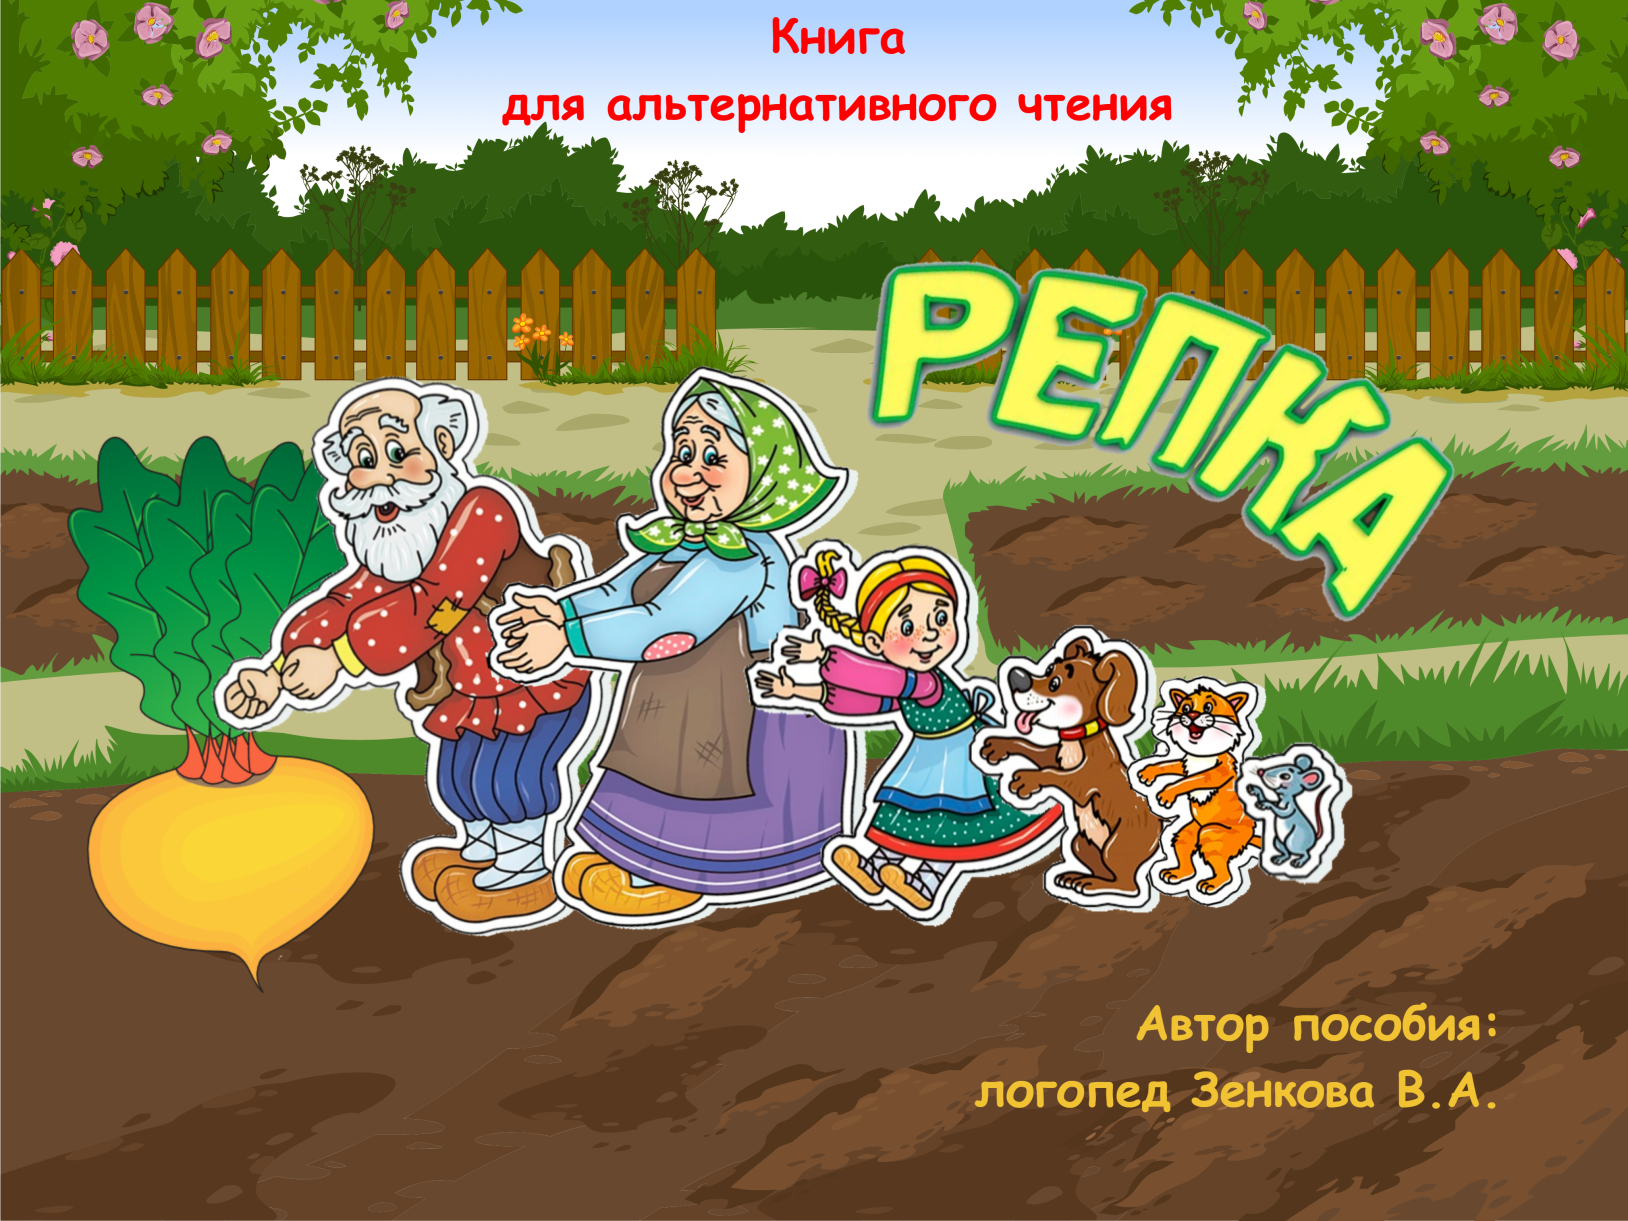 Книга
для альтернативного чтения
РЕПКА
Автор пособия:
логопед Зенкова В.А.